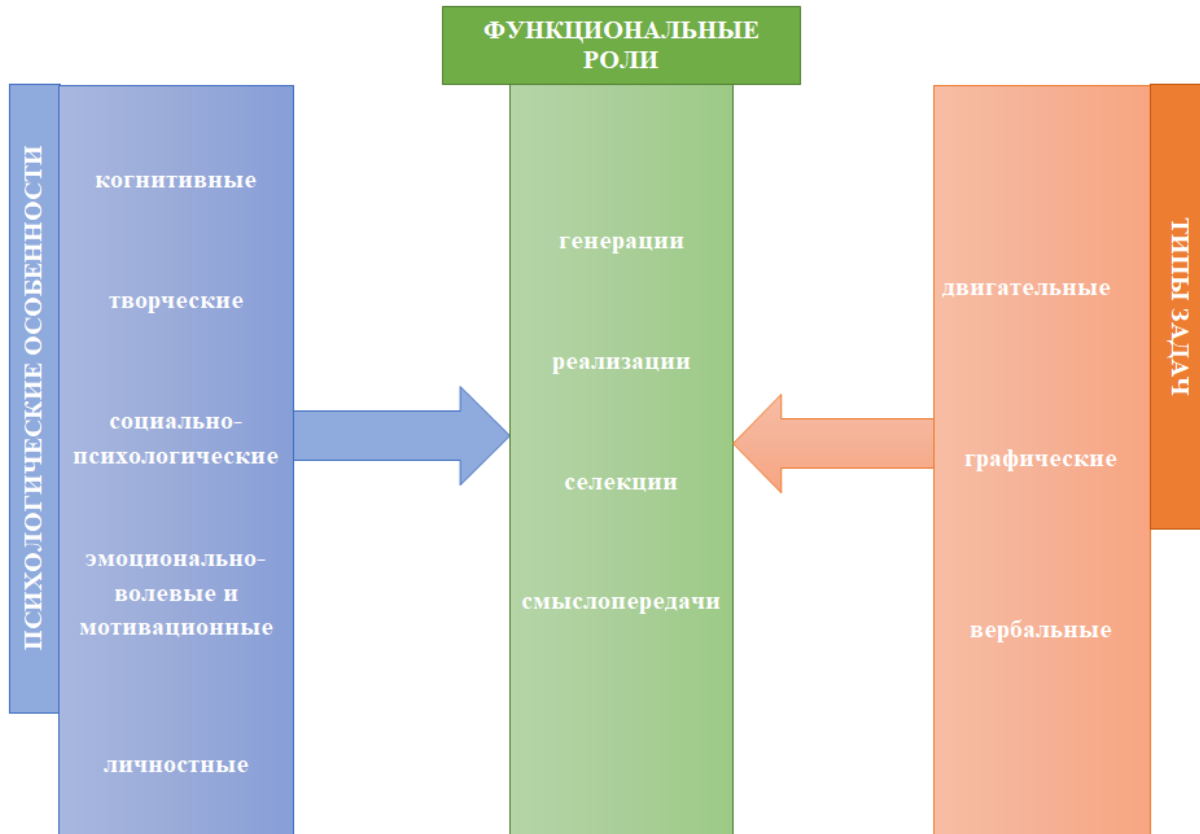 ФУНКЦИОНАЛЬНЫЕ
РОЛИ
ПСИХОЛОГИЧЕСКИЕ ОСОБЕННОСТИ
когнитивные
творческие
социально-
психологические
эмоционально-
волевые и
мотивационные
личностные
генерации
реализации
селекции
смыслопередачи
двигательные
графические
вербальные
ТИПЫ ЗАДАЧ